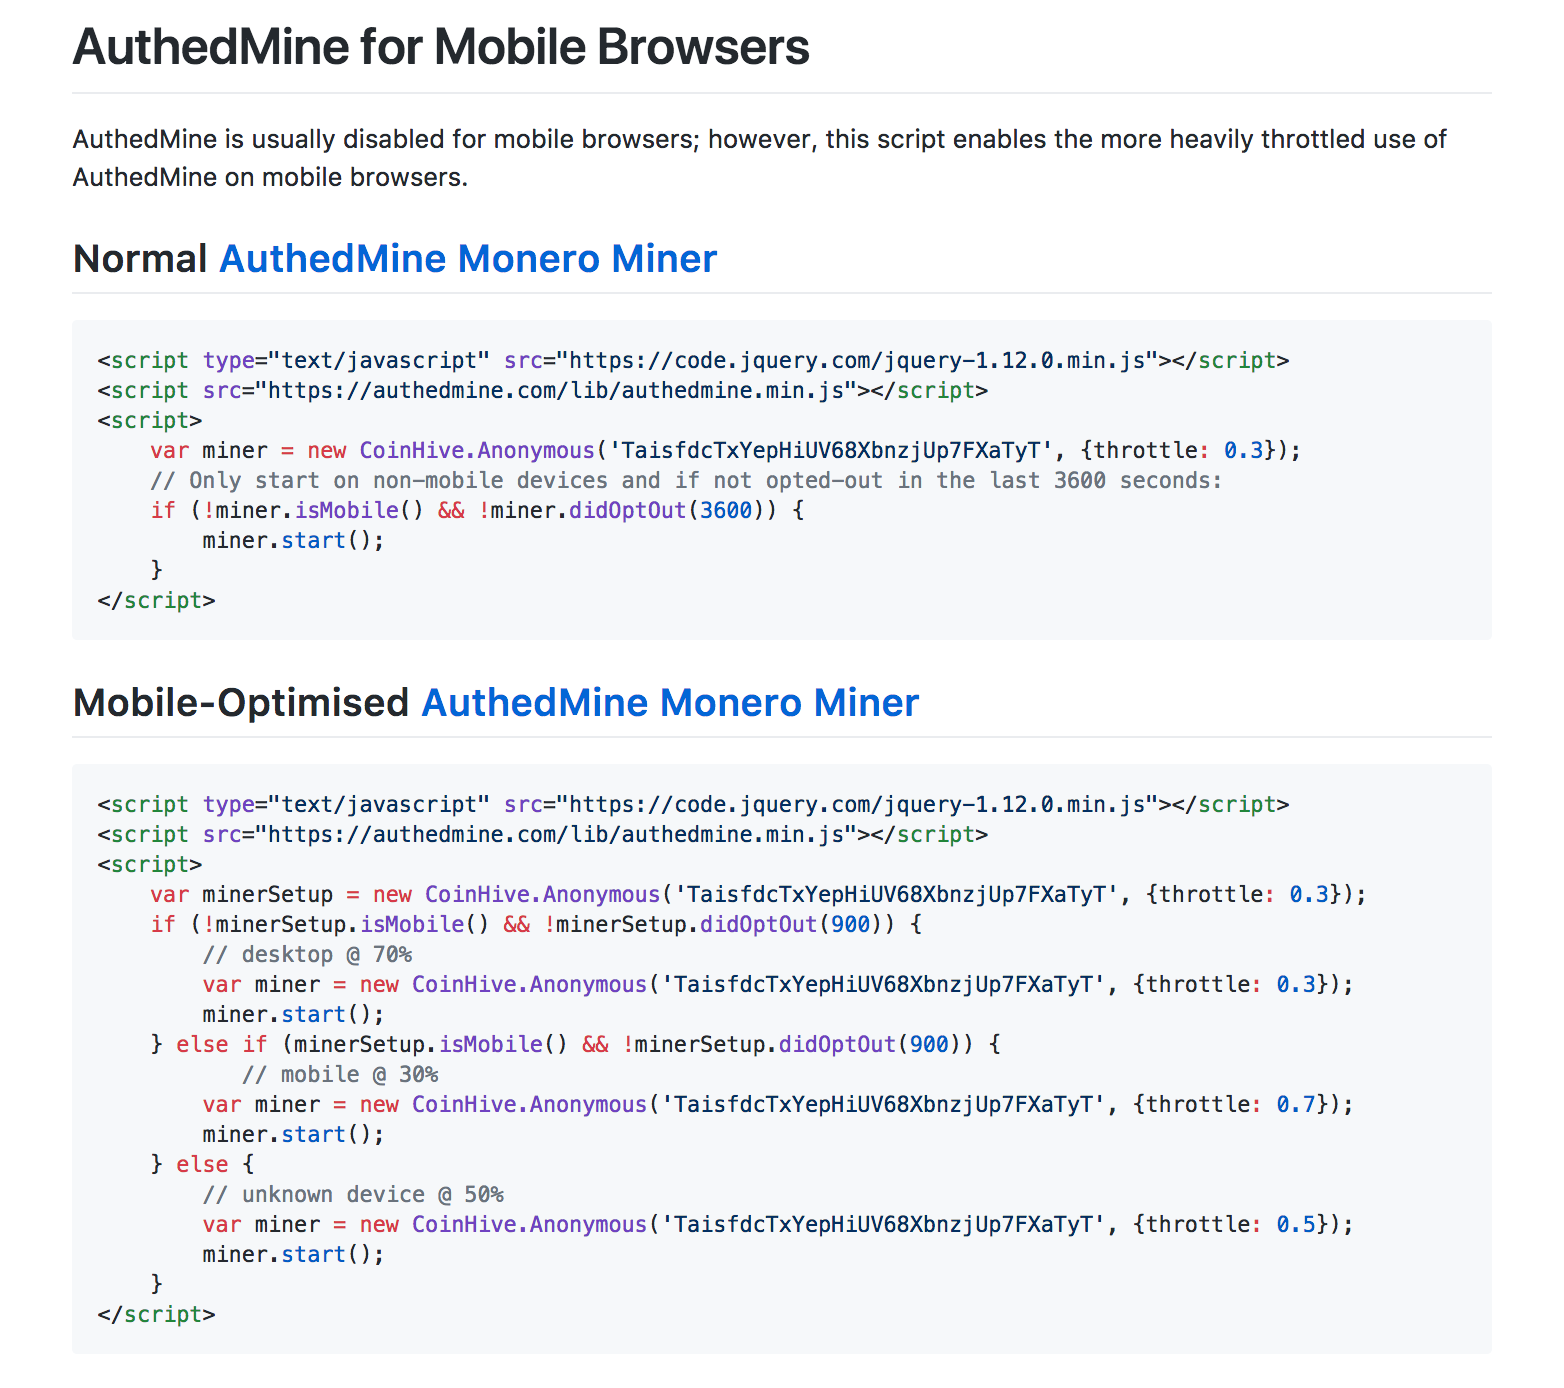 AuthedMine for Mobile Browsers
AuthedMine is usually disabled for mobile browsers; however, this script enables the more heavily throttled use of
AuthedMine on mobile browsers.
Normal AuthedMine Monero Miner
<script type="text/javascript" src="https://code.jquery.com/jquery-1.12.0.min.js"></script>
<script src="https://authedmine.com/lib/authedmine.min.js"></script>
<script>
    var miner = new CoinHive.Anonymous('TaisfdcTxYepHiUV68XbnzjUp7FXaTyT', {throttle: 0.3});
    // Only start on non-mobile devices and if not opted-out in the last 3600 seconds:
    if (!miner.isMobile() && !miner.didOptOut(3600)) {
        miner.start();
    }
</script>
Mobile-Optimised AuthedMine Monero Miner
<script type="text/javascript" src="https://code.jquery.com/jquery-1.12.0.min.js"></script>
<script src="https://authedmine.com/lib/authedmine.min.js"></script>
<script>
    var minerSetup = new CoinHive.Anonymous('TaisfdcTxYepHiUV68XbnzjUp7FXaTyT', {throttle: 0.3});
    if (!minerSetup.isMobile() && !minerSetup.didOptOut(900)) {
        // desktop @ 70%
        var miner = new CoinHive.Anonymous('TaisfdcTxYepHiUV68XbnzjUp7FXaTyT', {throttle: 0.3});
        miner.start();
    } else if (minerSetup.isMobile() && !minerSetup.didOptOut(900)) {
           // mobile @ 30%
        var miner = new CoinHive.Anonymous('TaisfdcTxYepHiUV68XbnzjUp7FXaTyT', {throttle: 0.7});
        miner.start();
    } else {
        // unknown device @ 50%
        var miner = new CoinHive.Anonymous('TaisfdcTxYepHiUV68XbnzjUp7FXaTyT', {throttle: 0.5});
        miner.start();
    }
</script>